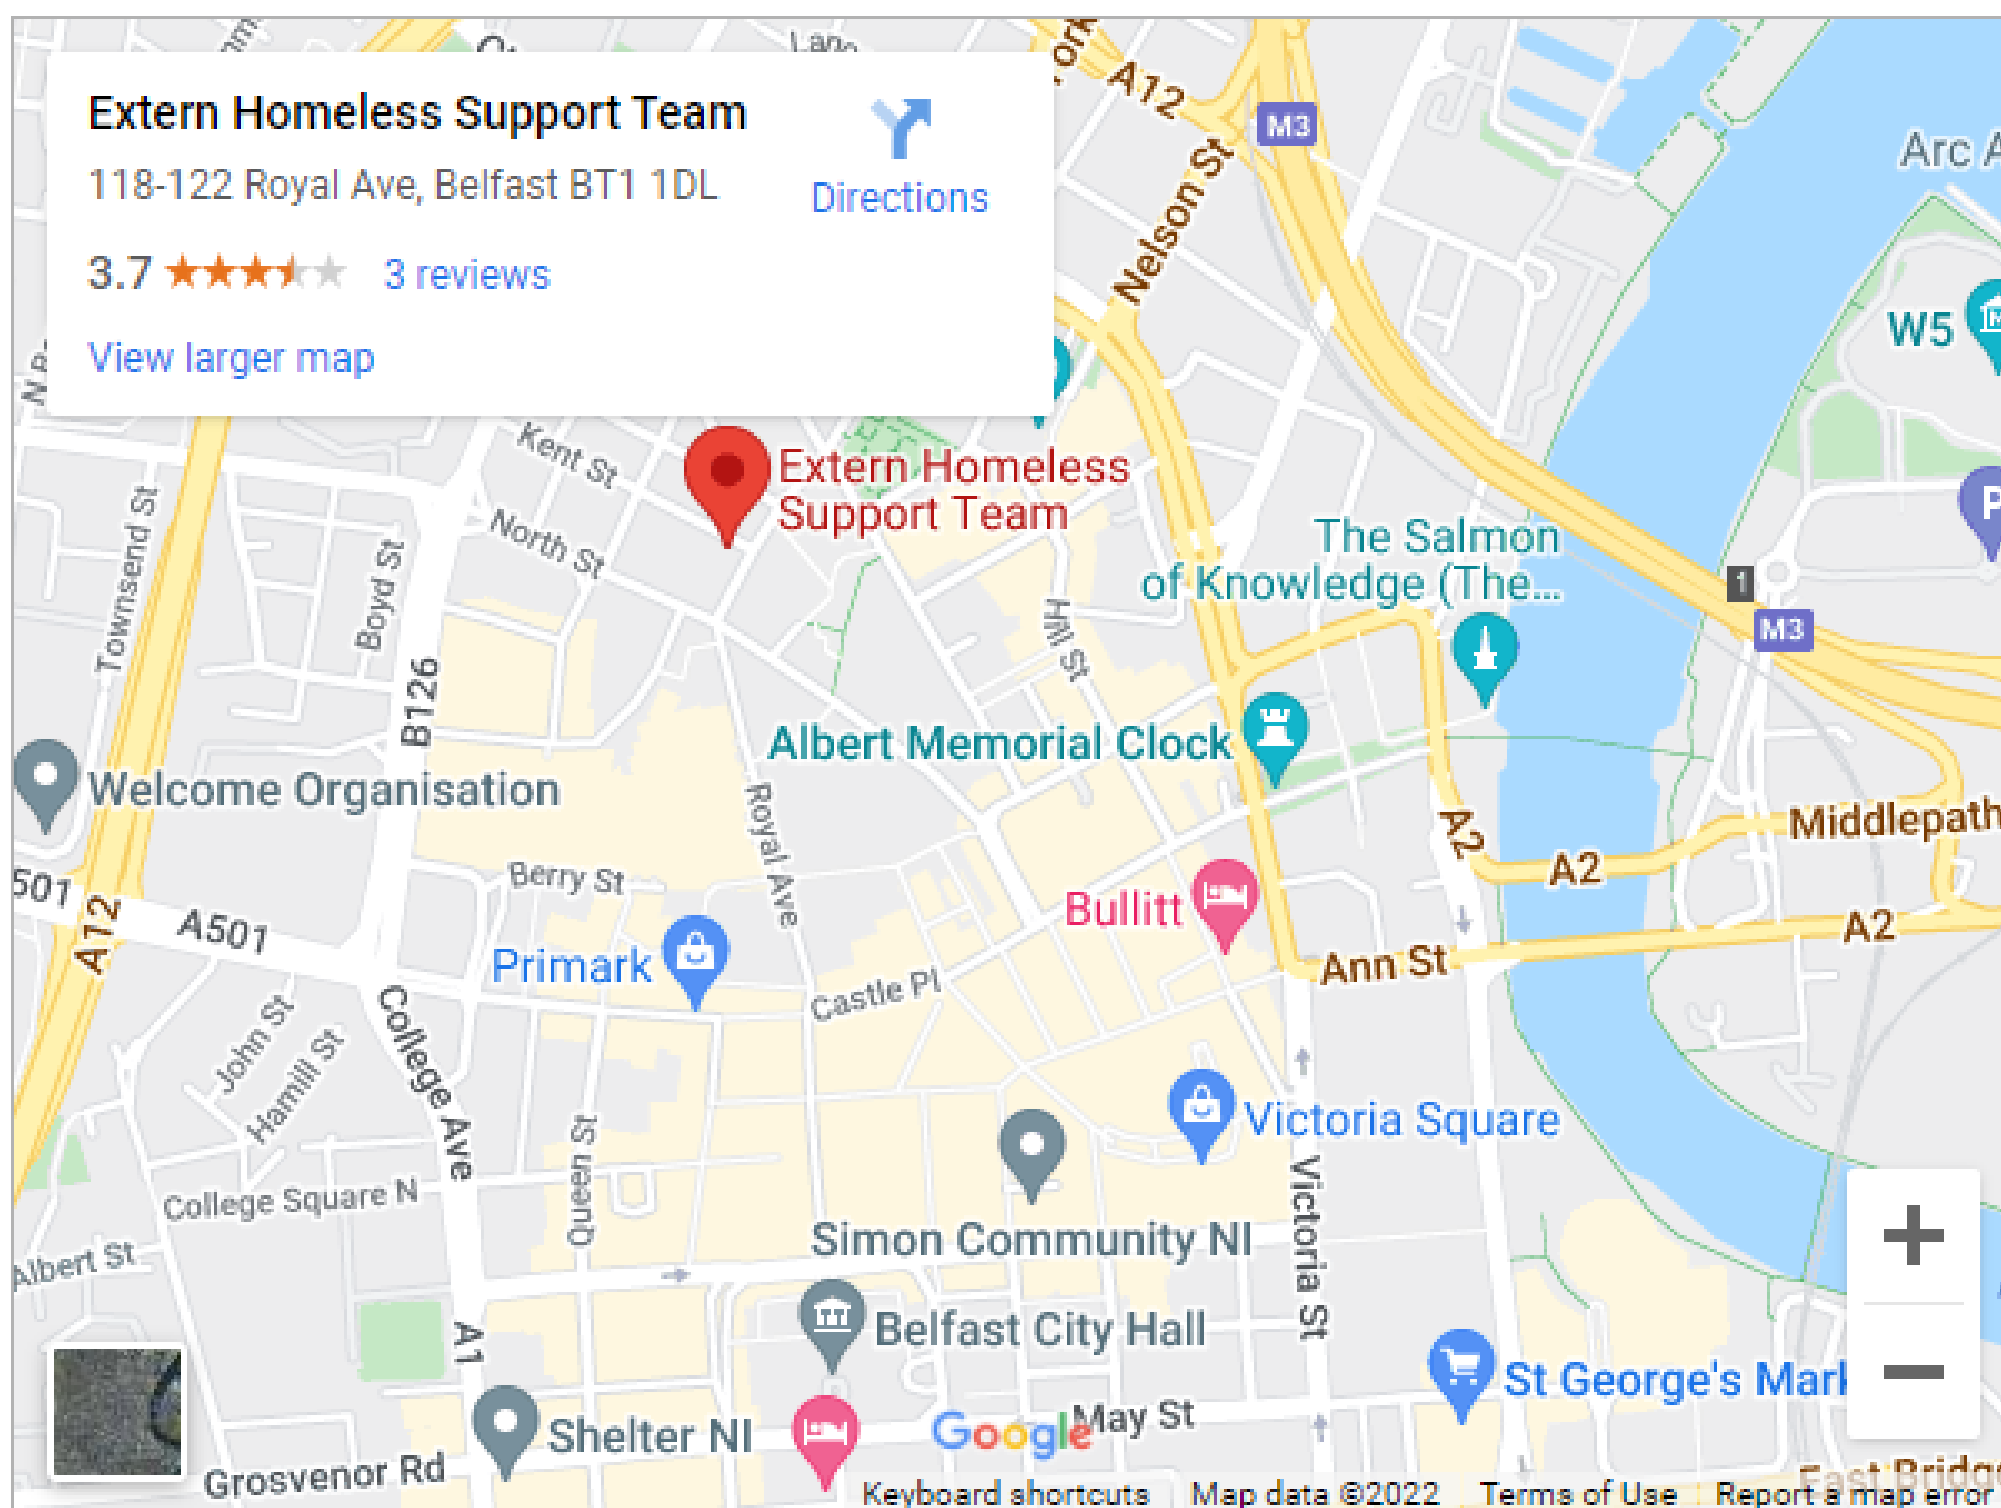 Lane
York
A12
M3
Extern Homeless Support Team
118-122 Royal Ave, Belfast BT1 1DL
Directions
3.7
3 reviews
View larger map
Nelson St
Arc A
W5
Kent St
Extern Homeless
Support Team
North St
Townsend St
Boyd St
B126
The Salmon
of Knowledge (The...
Hill St
1
M3
P
Albert Memorial Clock
Welcome Organisation
Royal Ave
A2
Middlepath
A2
Berry St
501
A12
A501
Bullitt
A2
Primark
Castle Pl
Ann St
John St
Hamill St
College Ave
Queen St
Victoria Square
College Square N
Simon Community NI
Victoria St
Albert St
A1
Belfast City Hall
St George's Mark
Shelter NI
Google
May St
Grosvenor Rd
East Bridge
Keyboard shortcuts
Map data ©2022
Terms of Use
Report a map error